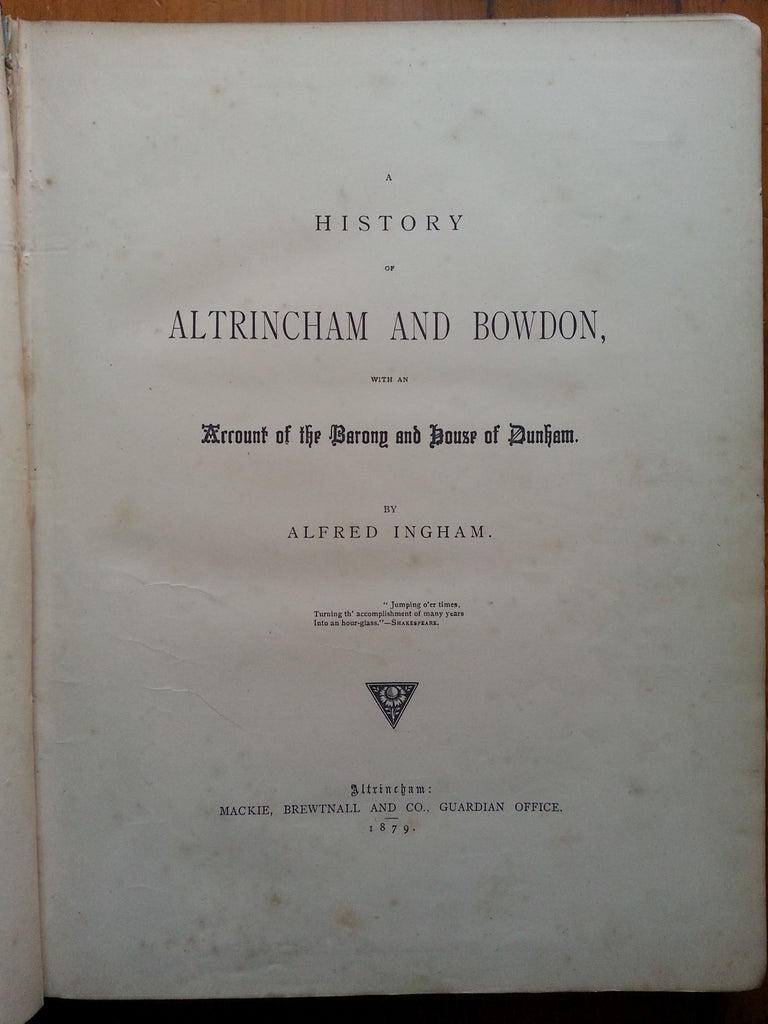 A
HISTORY
OF
ALTRINCHAM AND BOWDON,
WITH AN
Account of the Barony and House of Dunham.
BY
ALFRED INGHAM.
" Jumping o'er times,
Turning th' accomplishment of many years
Into an hour-glass."—SHAKESPEARE.
Altrincham:
MACKIE, BREWTNALL AND CO., GUARDIAN OFFICE.
1879.